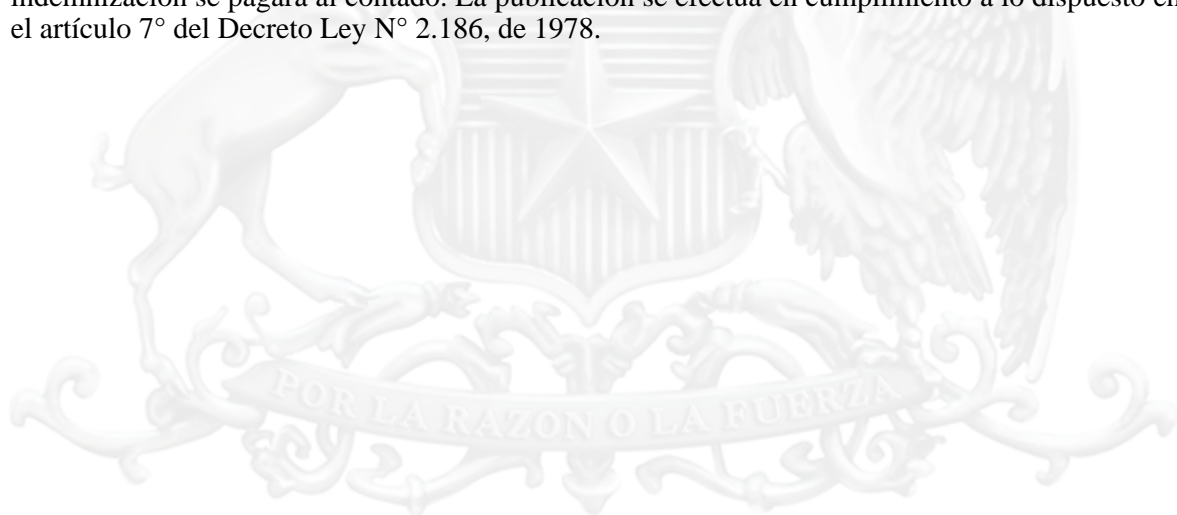 indemnización se pagará al contado. La publicación se efectúa en cumplimiento a lo dispuesto en
el artículo 7° del Decreto Ley N° 2.186, de 1978.
POR LA RAZON O LA FUERZA